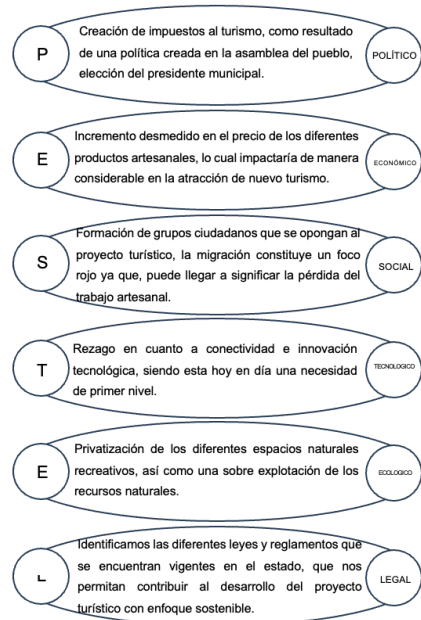 Creación de impuestos al turismo, como resultado
P
de una política creada en la asamblea del pueblo,
POLÍTICO
elección del presidente municipal.
Incremento desmedido en el precio de los diferentes
E
productos artesanales, lo cual impactaría de manera
ECONÓMICO
considerable en la atracción de nuevo turismo.
Formación de grupos ciudadanos que se opongan al
S
proyecto turístico, la migración constituye un foco
SOCIAL
rojo ya que, puede llegar a significar la pérdida del
trabajo artesanal.
Rezago en cuanto a conectividad e innovación
T
tecnológica, siendo esta hoy en día una necesidad
TECNOLOGICO
de primer nivel.
Privatización de los diferentes espacios naturales
E
recreativos, así como una sobre explotación de los
ECOLOGICO
recursos naturales.
Identificamos las diferentes leyes y reglamentos que
L
se encuentran vigentes en el estado, que nos
LEGAL
permitan contribuir al desarrollo del proyecto
turístico con enfoque sostenible.